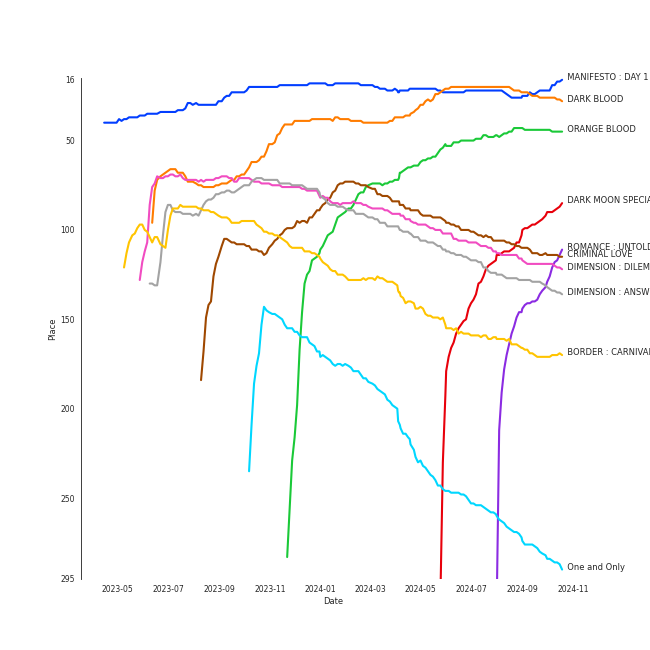 16
50
100
150
200
250
295
Place
2023-05 2023-07 2023-09 2023-11 2024-01 2024-03 2024-05 2024-07 2024-09 2024-11
Date
MANIFESTO : DAY 1
DARK BLOOD
ORANGE BLOOD
DARK MOON SPECIA
ROMANCE : UNTOLD
CRIMINAL LOVE
DIMENSION : DILEM
DIMENSION : ANSW
BORDER : CARNIVA
One and Only